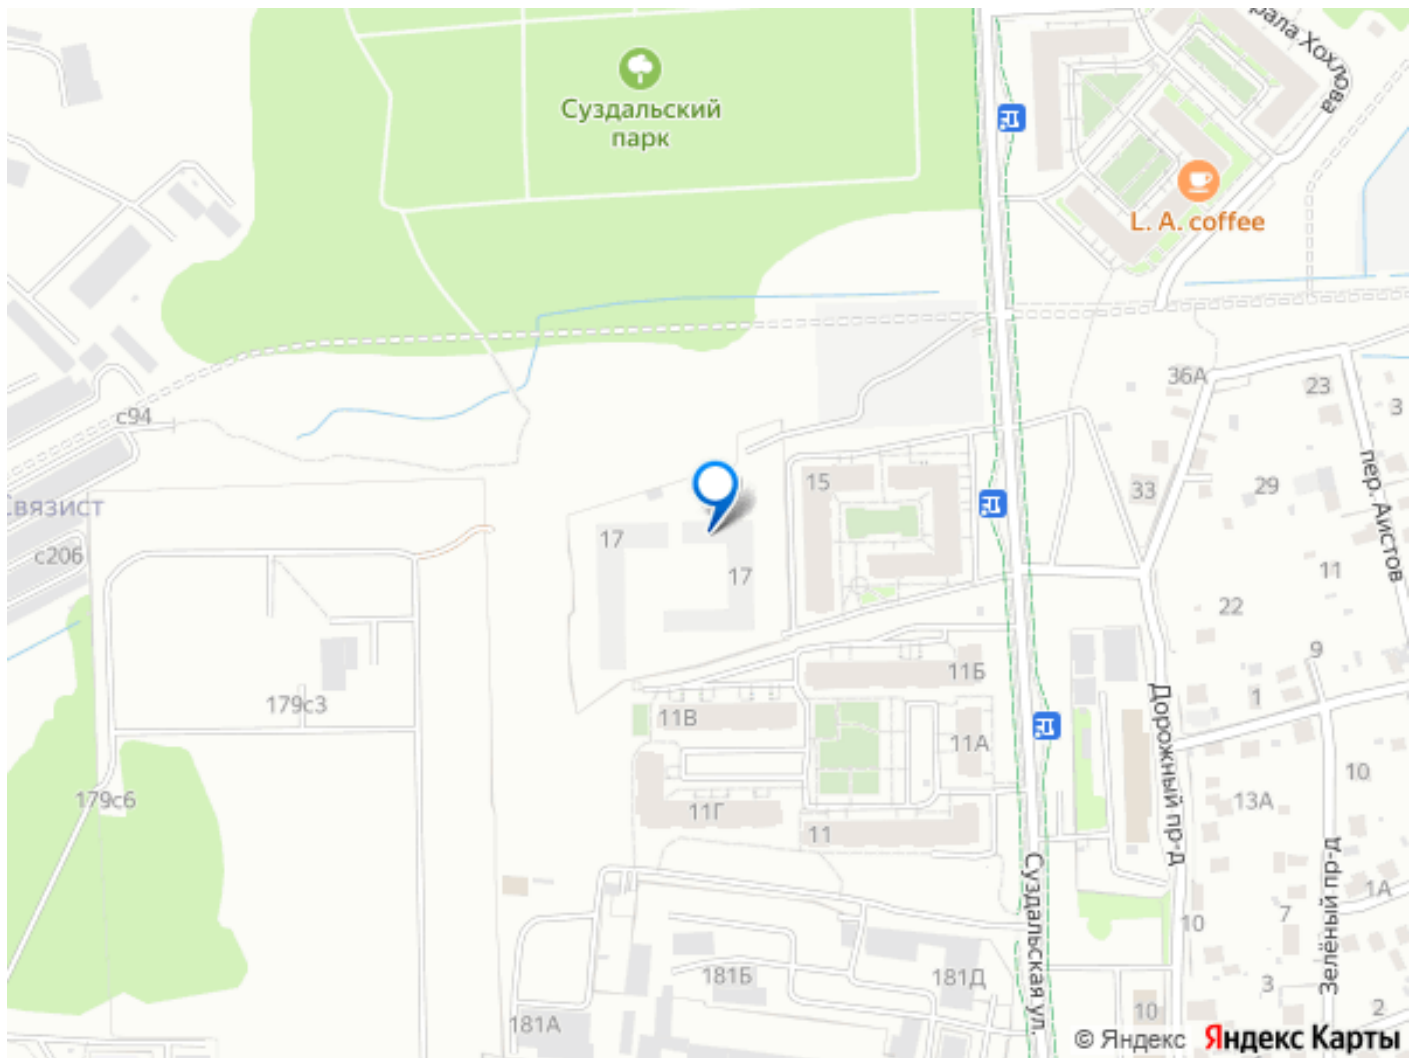 рала Хохлова
Суздальский
парк
L. A. coffee
36А
23
3
с94
15
33
29
пер. Аистов
связист
с206
17
17
11
22
9
11Б
1
179с3
11В
11А
Дорожный пр-д
10
179с6
11Г
11
13А
Суздальская ул.
Зелёный пр-д
1А
10
7
181Б
181Д
3
181А
10
2
© Яндекс
Яндекс Карты